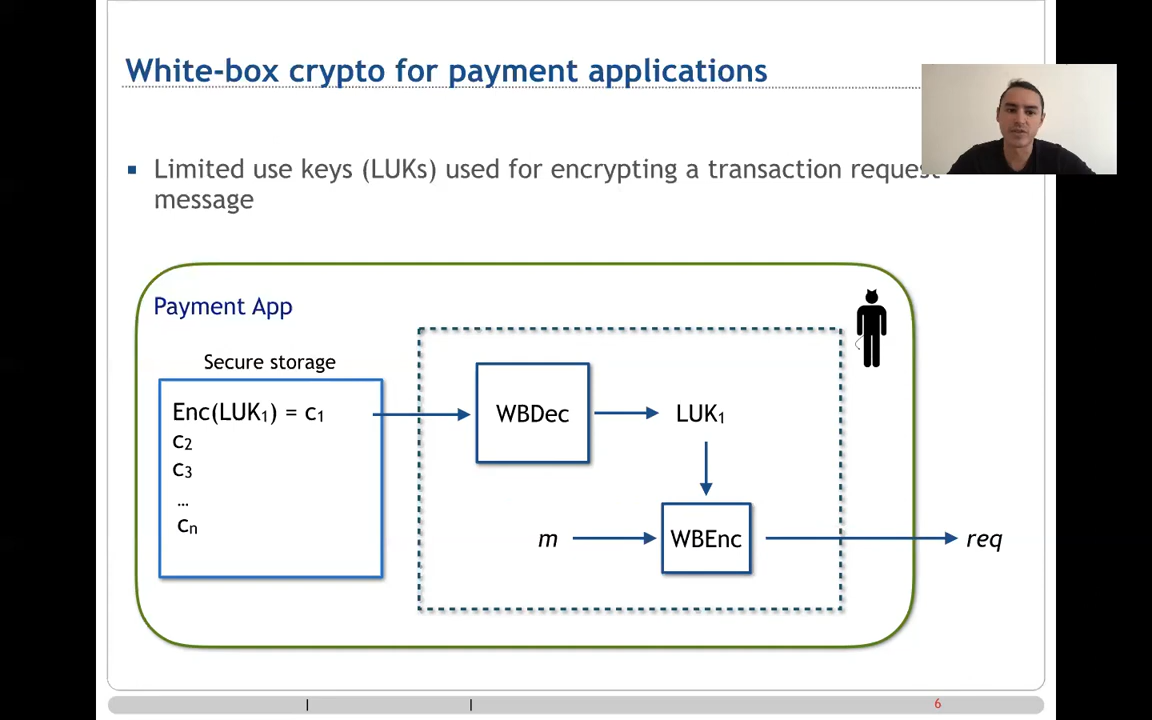 White-box crypto for payment applications
Limited use keys (LUKs) used for encrypting a transaction request
message
Payment App
Secure storage
Enc(LUK₁) = c₁
c₂
c₃
...
cₙ
WBDec
LUK₁
m
WBEnc
req
6